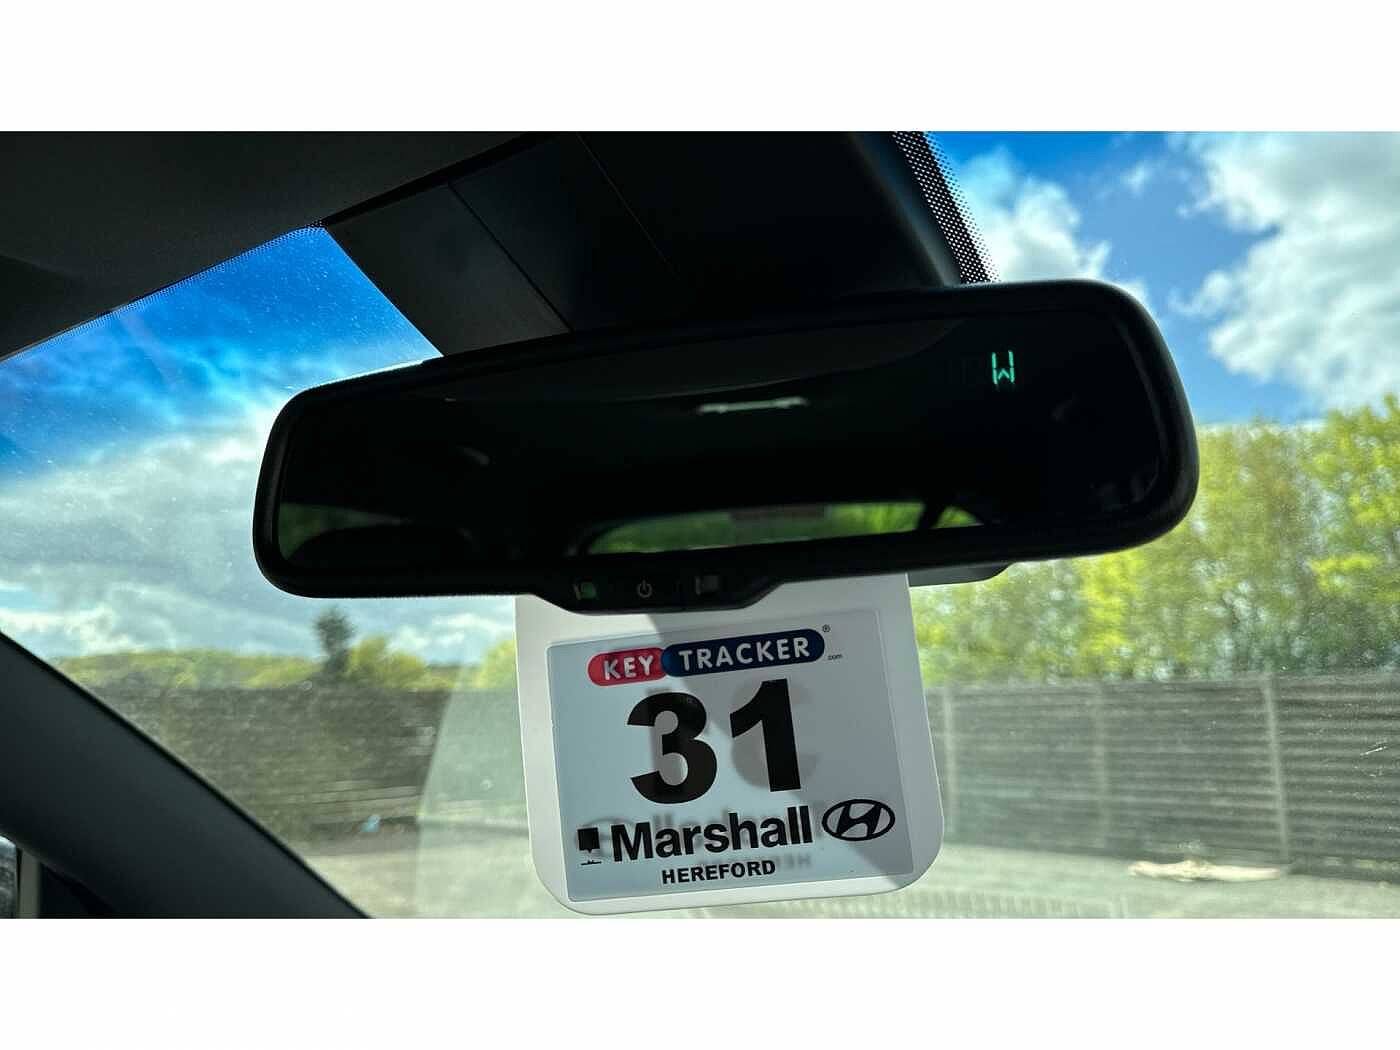 W
KEY TRACKER®
.com
31
Marshall
HEREFORD